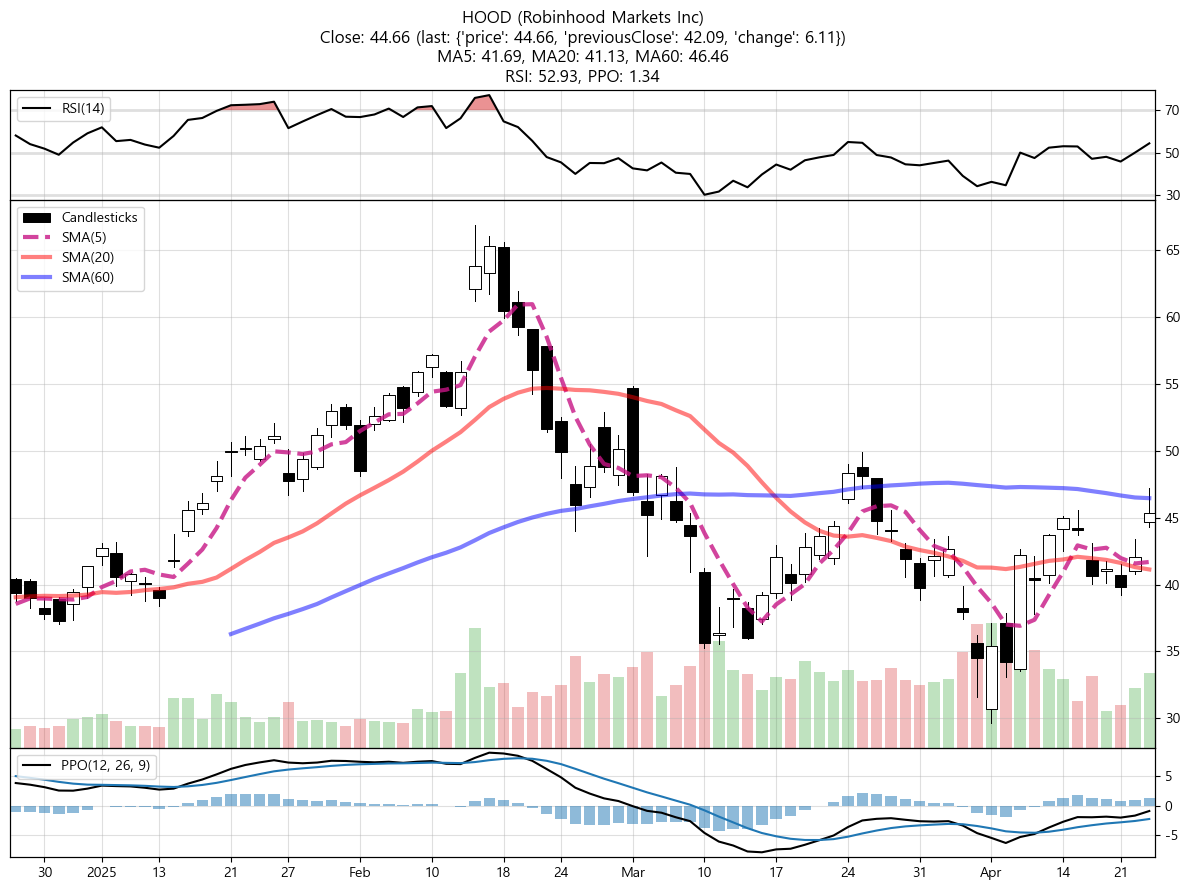 HOOD (Robinhood Markets Inc)
Close: 44.66 (last: {'price': 44.66, 'previousClose': 42.09, 'change': 6.11})
MA5: 41.69, MA20: 41.13, MA60: 46.46
RSI: 52.93, PPO: 1.34
RSI(14)
70
50
30
Candlesticks
SMA(5)
SMA(20)
SMA(60)
65
60
55
50
45
40
35
30
PPO(12, 26, 9)
5
0
-5
30 2025 13 21 27 Feb 10 18 24 Mar 10 17 24 31 Apr 14 21